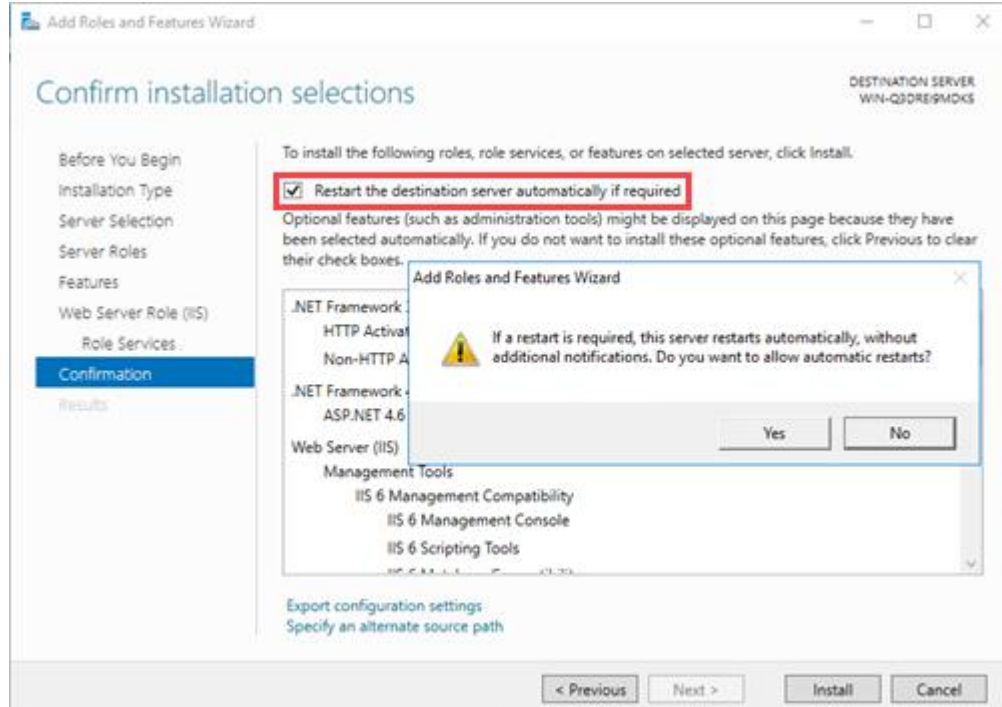 Add Roles and Features Wizard
Confirm installation selections
DESTINATION SERVER
WIN-Q3DREI9MDKS
Before You Begin
Installation Type
Server Selection
Server Roles
Features
Web Server Role (IIS)
Role Services
Confirmation
Results
To install the following roles, role services, or features on selected server, click Install.
Restart the destination server automatically if required
Optional features (such as administration tools) might be displayed on this page because they have
been selected automatically. If you do not want to install these optional features, click Previous to clear
their check boxes.
.NET Framework
HTTP Activat
Non-HTTP A
.NET Framework
ASP.NET 4.6
Web Server (IIS)
Management Tools
IIS 6 Management Compatibility
IIS 6 Management Console
IIS 6 Scripting Tools
Add Roles and Features Wizard
If a restart is required, this server restarts automatically, without
additional notifications. Do you want to allow automatic restarts?
Yes
No
Export configuration settings
Specify an alternate source path
< Previous
Next >
Install
Cancel